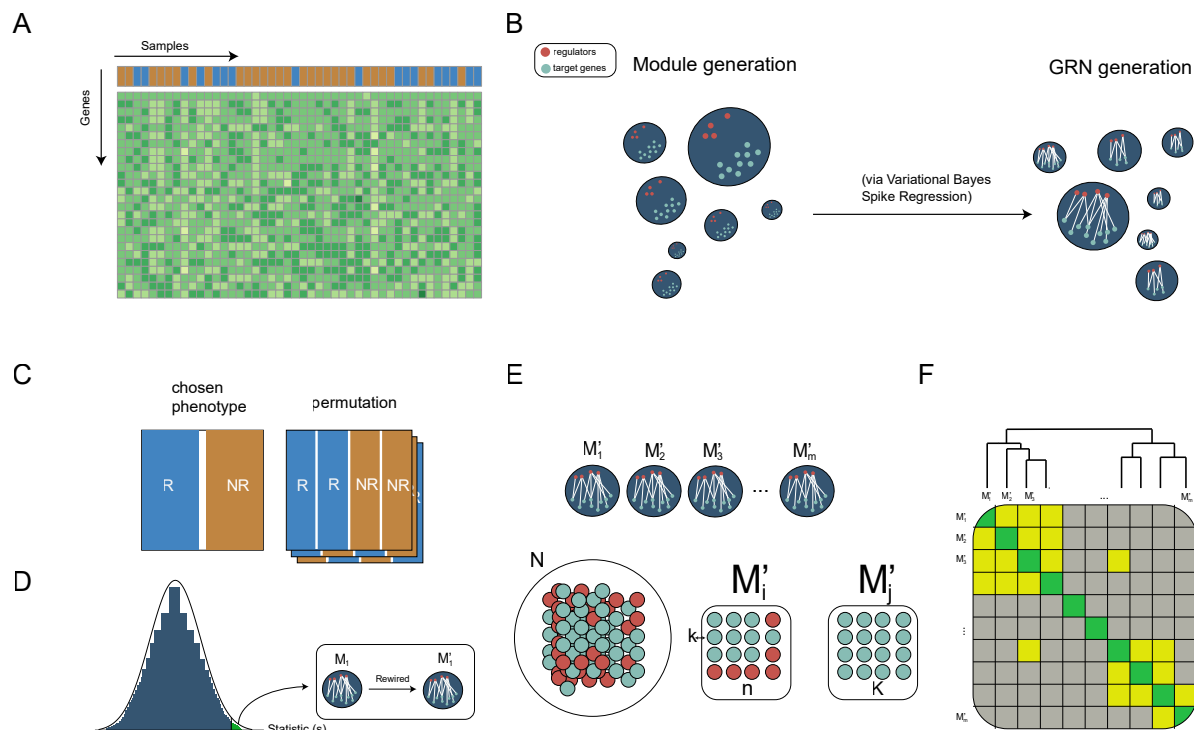 A
Samples
Genes
B
regulators
target genes
Module generation
GRN generation
(via Variational Bayes
Spike Regression)
C
chosen
phenotype
permutation
R
NR
R
R
NR
NR
D
M1
Rewired
M'1
Statistic (s)
E
M'1
M'2
M'3
...
M'm
N
M'i
M'j
k
n
K
F
M'1
M'2
M'3
...
M'm
M'1
M'2
M'3
...
M'm